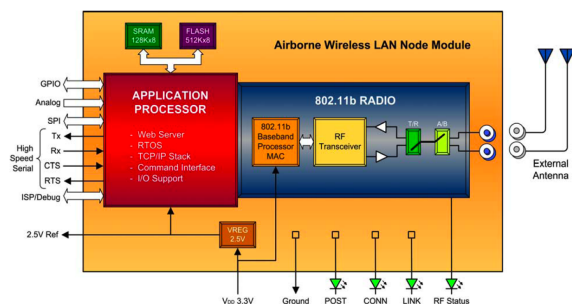 SRAM
128Kx8
FLASH
512Kx8
Airborne Wireless LAN Node Module
GPIO
Analog
SPI
High
Speed
Serial
Tx
Rx
CTS
RTS
ISP/Debug
2.5V Ref
APPLICATION
PROCESSOR
- Web Server
- RTOS
- TCP/IP Stack
- Command Interface
- I/O Support
802.11b RADIO
802.11b
Baseband
Processor
MAC
RF
Transceiver
T/R
A/B
External
Antenna
VREG
2.5V
VDD 3.3V
Ground
POST
CONN
LINK
RF Status